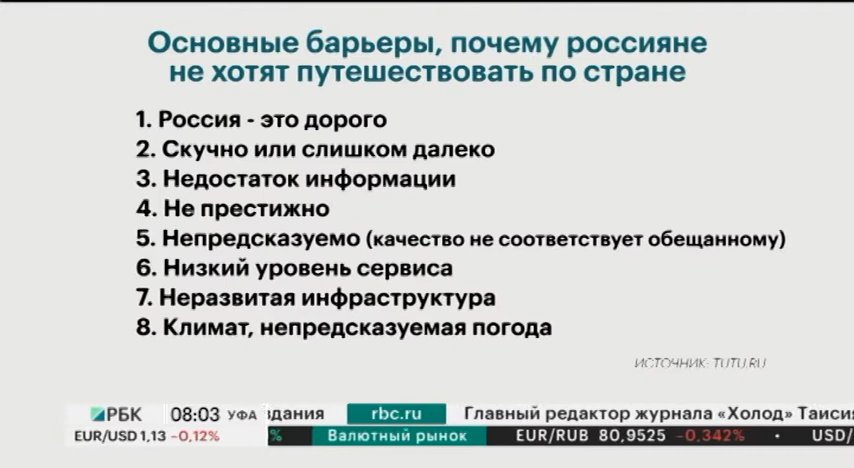 Основные барьеры, почему россияне
не хотят путешествовать по стране
1. Россия - это дорого
2. Скучно или слишком далеко
3. Недостаток информации
4. Не престижно
5. Непредсказуемо (качество не соответствует обещанному)
6. Низкий уровень сервиса
7. Неразвитая инфраструктура
8. Климат, непредсказуемая погода
ИСТОЧНИК: TUTU.RU
РБК 08:03 УФА rbc.ru Главный редактор журнала «Холод» Таисия
EUR/USD 1,13 -0,12% % Валютный рынок EUR/RUB 80,9525 -0,342% • USD/